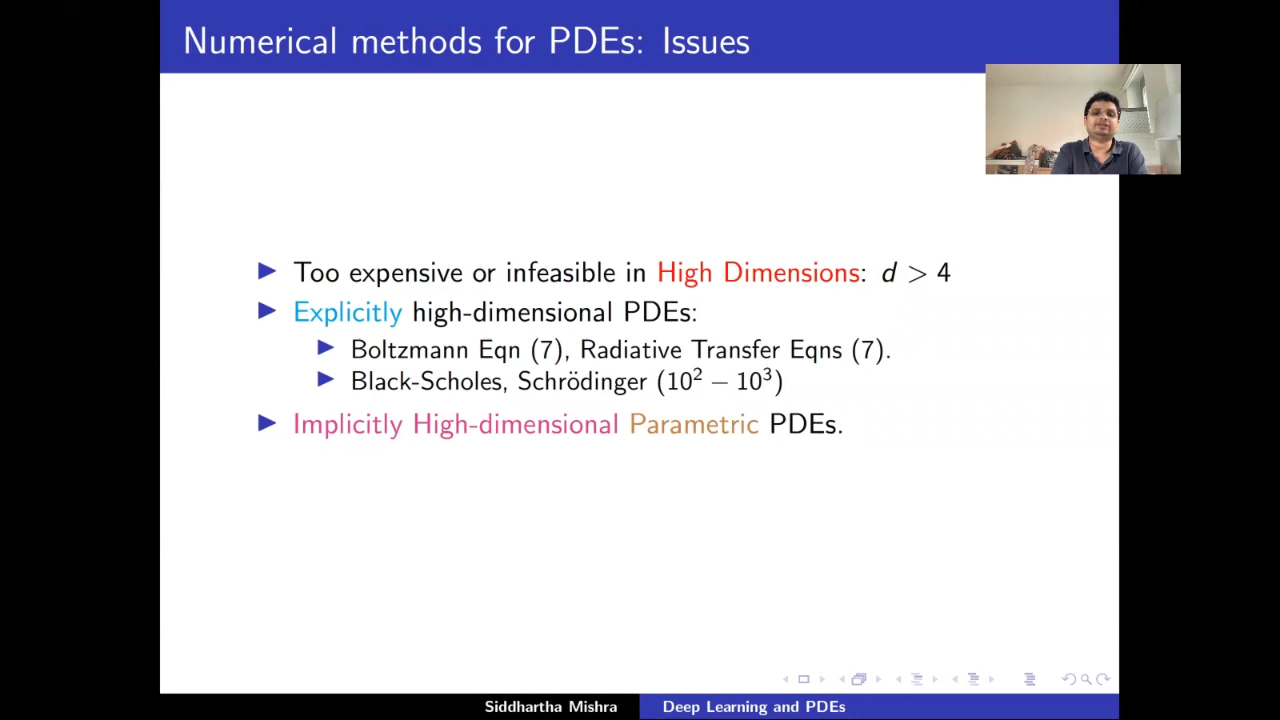 Numerical methods for PDEs: Issues
Too expensive or infeasible in High Dimensions: d > 4
Explicitly high-dimensional PDEs:
Boltzmann Eqn (7), Radiative Transfer Eqns (7).
Black-Scholes, Schrödinger (10² − 10³)
Implicitly High-dimensional Parametric PDEs.
Siddhartha Mishra
Deep Learning and PDEs